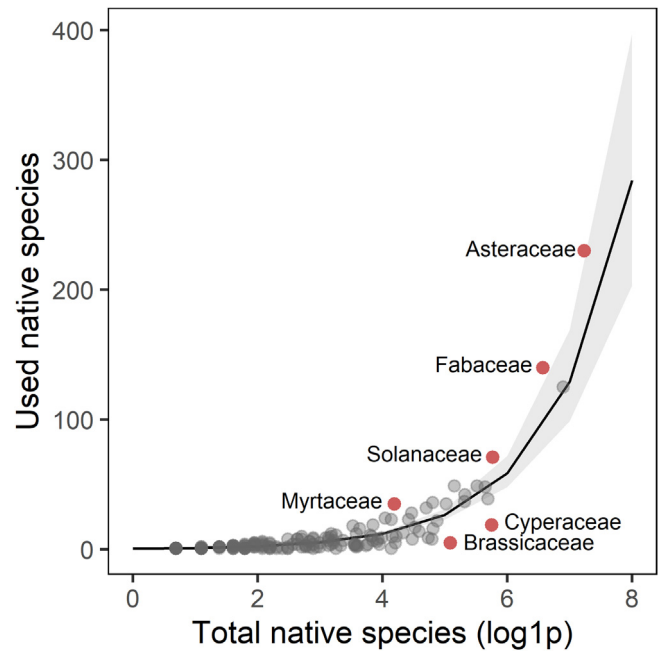 400
300
200
100
0
Used native species
Asteraceae
Fabaceae
Solanaceae
Myrtaceae
Cyperaceae
Brassicaceae
0 2 4 6 8
Total native species (log1p)